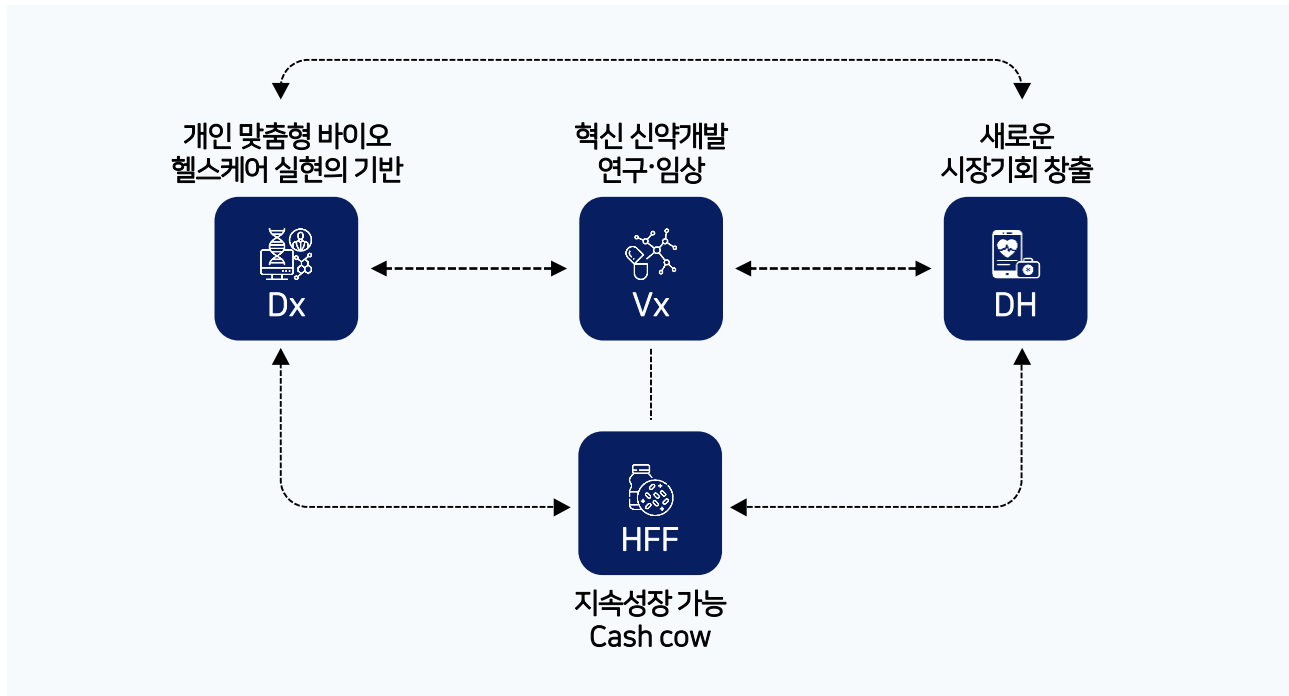 개인 맞춤형 바이오
헬스케어 실현의 기반
Dx
혁신 신약개발
연구·임상
Vx
새로운
시장기회 창출
DH
HFF
지속성장 가능
Cash cow